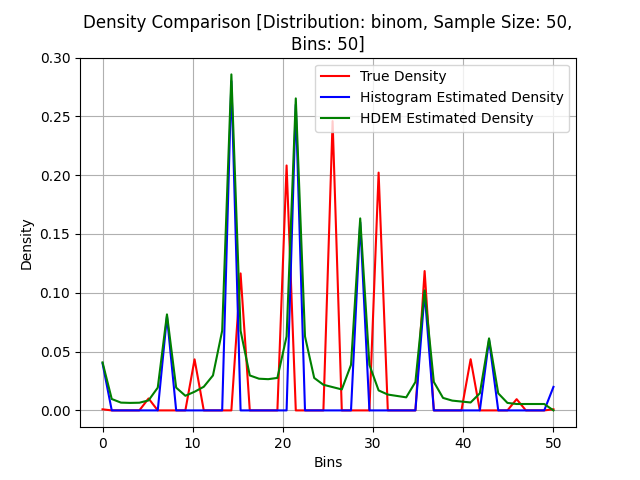 Density Comparison [Distribution: binom, Sample Size: 50,
Bins: 50]
0.30
0.25
0.20
0.15
0.10
0.05
0.00
Density
True Density
Histogram Estimated Density
HDEM Estimated Density
0 10 20 30 40 50
Bins